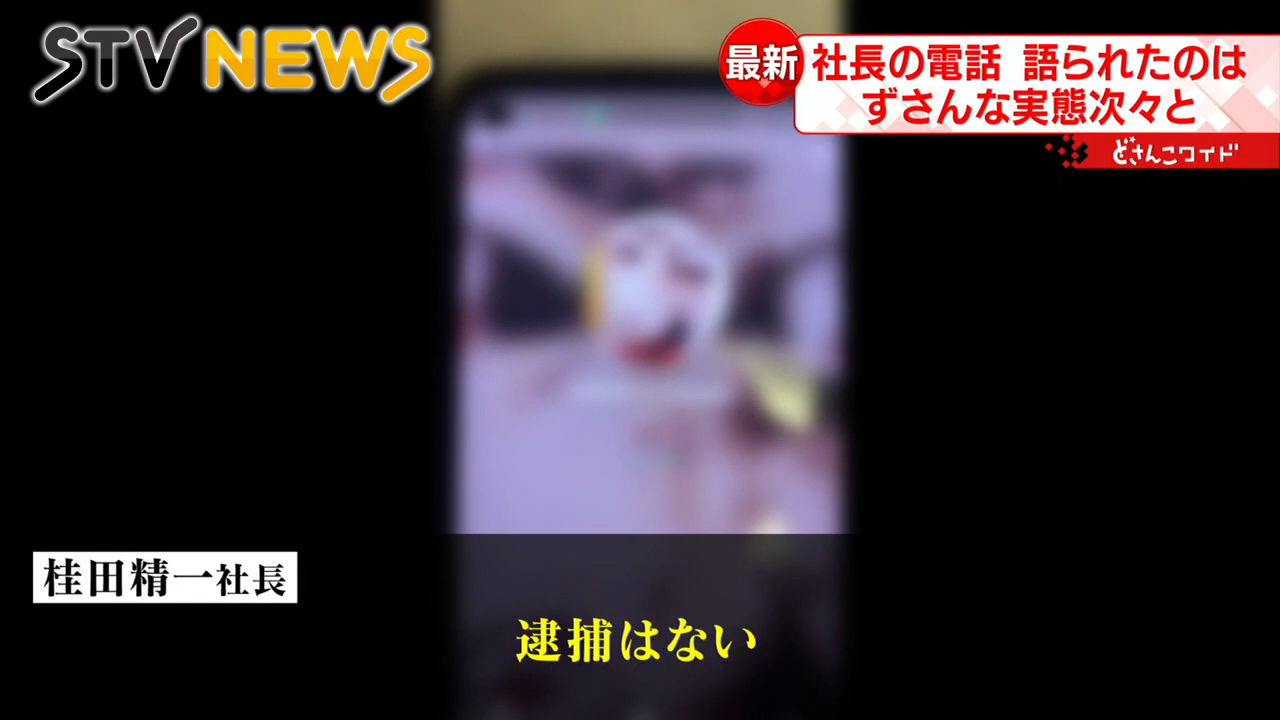 STV NEWS
最新
社長の電話 語られたのは
ずさんな実態次々と
どさんこワイド
桂田精一社長
逮捕はない